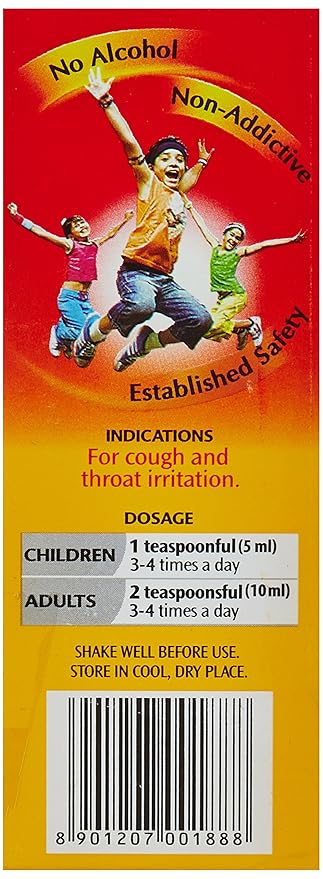 No Alcohol
Non-Addictive
Established Safety
INDICATIONS
For cough and
throat irritation.
DOSAGE
CHILDREN 1 teaspoonful (5 ml)
3-4 times a day
ADULTS 2 teaspoonsful (10ml)
3-4 times a day
SHAKE WELL BEFORE USE.
STORE IN COOL, DRY PLACE.
8 901207 001888